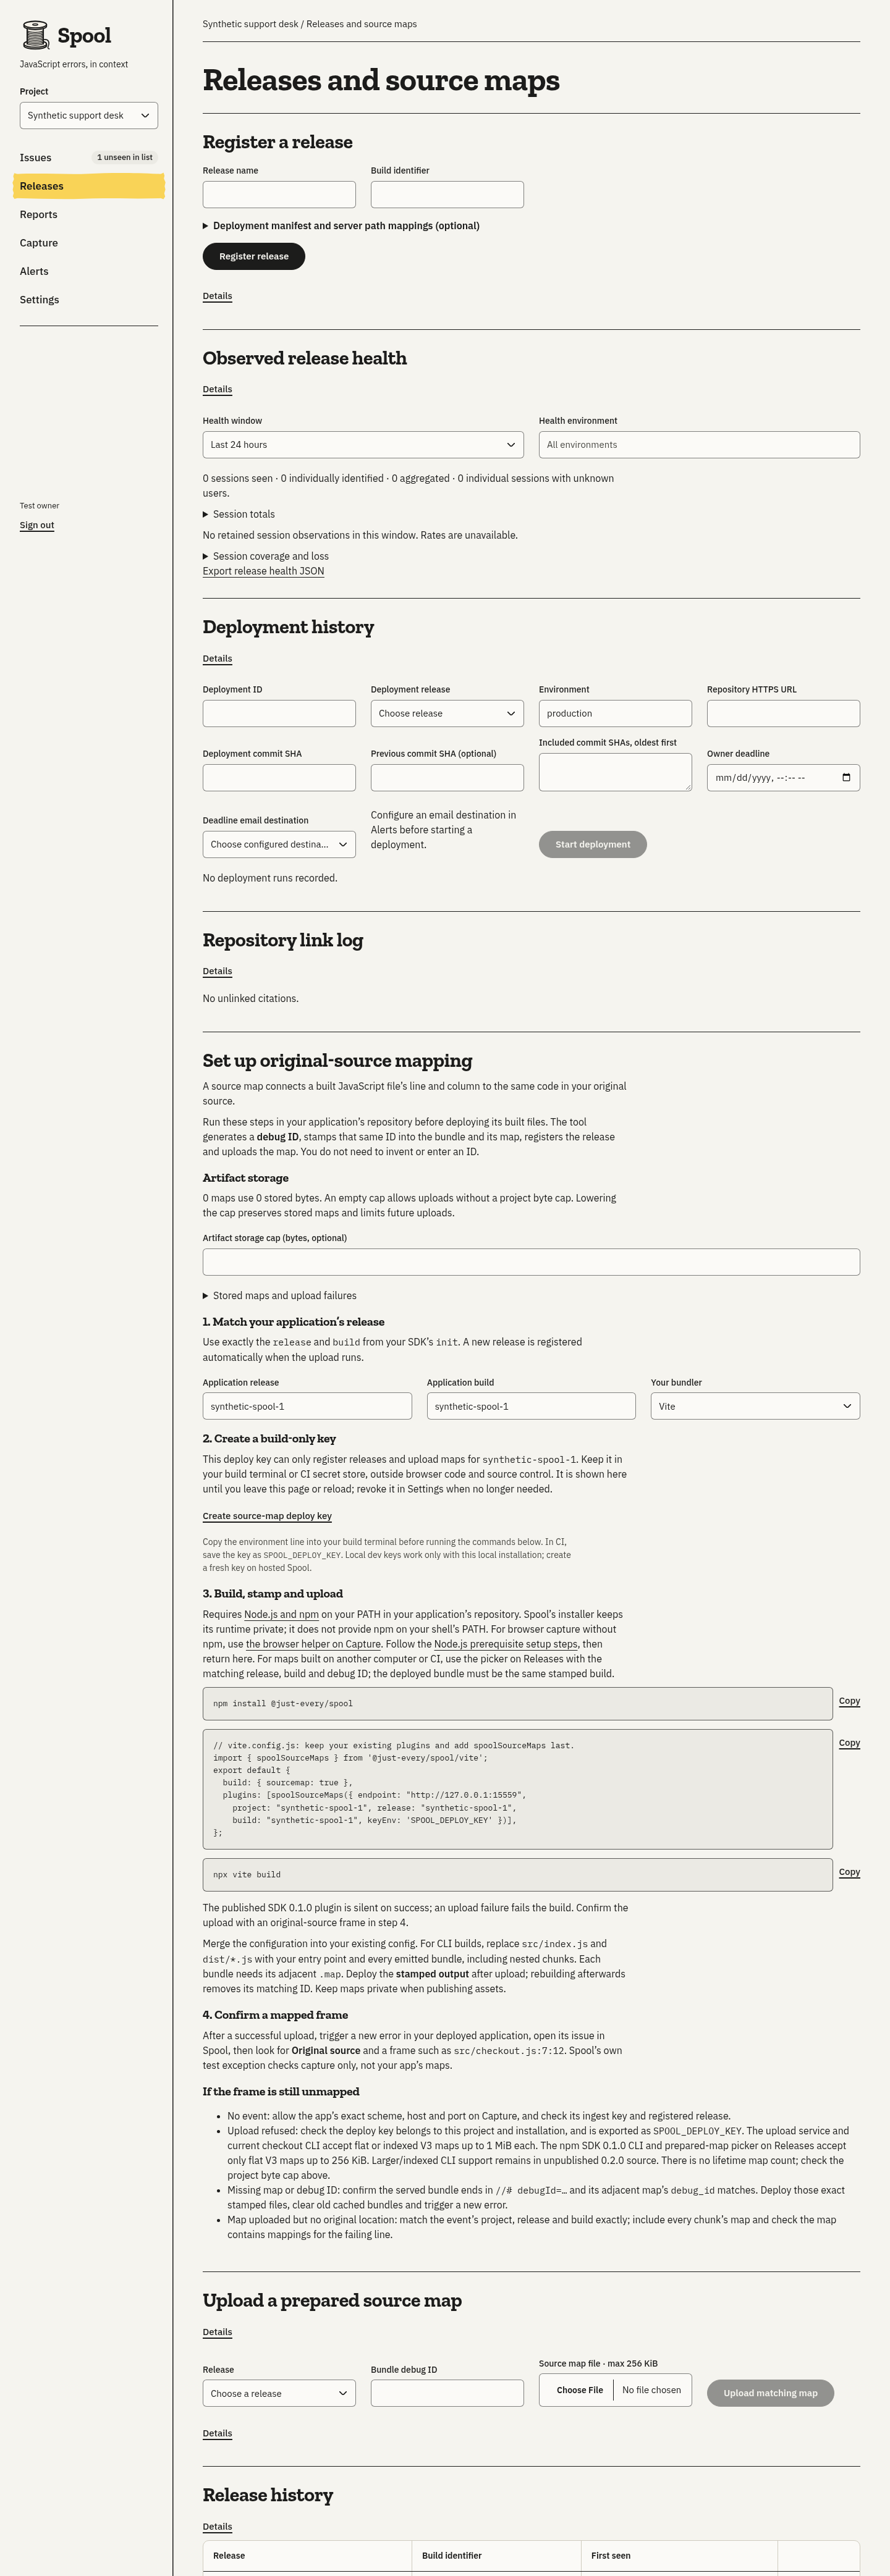 Spool
JavaScript errors, in context
Project
Synthetic support desk
Issues
1 unseen in list
Releases
Reports
Capture
Alerts
Settings
Test owner
Sign out
Synthetic support desk / Releases and source maps
Releases and source maps
Register a release
Release name
Build identifier
Deployment manifest and server path mappings (optional)
Register release
Details
Observed release health
Details
Health window
Health environment
Last 24 hours
All environments
0 sessions seen · 0 individually identified · 0 aggregated · 0 individual sessions with unknown
users.
Session totals
No retained session observations in this window. Rates are unavailable.
Session coverage and loss
Export release health JSON
Deployment history
Details
Deployment ID
Deployment release
Environment
Repository HTTPS URL
Choose release
production
Deployment commit SHA
Previous commit SHA (optional)
Included commit SHAs, oldest first
Owner deadline
mm/dd/yyyy, --:-- --
Deadline email destination
Choose configured destina...
Configure an email destination in
Alerts before starting a
deployment.
Start deployment
No deployment runs recorded.
Repository link log
Details
No unlinked citations.
Set up original-source mapping
A source map connects a built JavaScript file’s line and column to the same code in your original
source.
Run these steps in your application’s repository before deploying its built files. The tool
generates a debug ID, stamps that same ID into the bundle and its map, registers the release
and uploads the map. You do not need to invent or enter an ID.
Artifact storage
0 maps use 0 stored bytes. An empty cap allows uploads without a project byte cap. Lowering
the cap preserves stored maps and limits future uploads.
Artifact storage cap (bytes, optional)
Stored maps and upload failures
1. Match your application’s release
Use exactly the release and build from your SDK’s init. A new release is registered
automatically when the upload runs.
Application release
Application build
Your bundler
synthetic-spool-1
synthetic-spool-1
Vite
2. Create a build-only key
This deploy key can only register releases and upload maps for synthetic-spool-1. Keep it in
your build terminal or CI secret store, outside browser code and source control. It is shown here
until you leave this page or reload; revoke it in Settings when no longer needed.
Create source-map deploy key
Copy the environment line into your build terminal before running the commands below. In CI,
save the key as SPOOL_DEPLOY_KEY. Local dev keys work only with this local installation; create
a fresh key on hosted Spool.
3. Build, stamp and upload
Requires Node.js and npm on your PATH in your application’s repository. Spool’s installer keeps
its runtime private; it does not provide npm on your shell’s PATH. For browser capture without
npm, use the browser helper on Capture. Follow the Node.js prerequisite setup steps, then
return here. For maps built on another computer or CI, use the picker on Releases with the
matching release, build and debug ID; the deployed bundle must be the same stamped build.
npm install @just-every/spool
Copy
// vite.config.js: keep your existing plugins and add spoolSourceMaps last.
import { spoolSourceMaps } from '@just-every/spool/vite';
export default {
build: { sourcemap: true },
plugins: [spoolSourceMaps({ endpoint: "http://127.0.0.1:15559",
project: "synthetic-spool-1", release: "synthetic-spool-1",
build: "synthetic-spool-1", keyEnv: 'SPOOL_DEPLOY_KEY' })],
};
Copy
npx vite build
Copy
The published SDK 0.1.0 plugin is silent on success; an upload failure fails the build. Confirm the
upload with an original-source frame in step 4.
Merge the configuration into your existing config. For CLI builds, replace src/index.js and
dist/*.js with your entry point and every emitted bundle, including nested chunks. Each
bundle needs its adjacent .map. Deploy the stamped output after upload; rebuilding afterwards
removes its matching ID. Keep maps private when publishing assets.
4. Confirm a mapped frame
After a successful upload, trigger a new error in your deployed application, open its issue in
Spool, then look for Original source and a frame such as src/checkout.js:7:12. Spool’s own
test exception checks capture only, not your app’s maps.
If the frame is still unmapped
• No event: allow the app’s exact scheme, host and port on Capture, and check its ingest key and registered release.
• Upload refused: check the deploy key belongs to this project and installation, and is exported as SPOOL_DEPLOY_KEY. The upload service and
current checkout CLI accept flat or indexed V3 maps up to 1 MiB each. The npm SDK 0.1.0 CLI and prepared-map picker on Releases accept
only flat V3 maps up to 256 KiB. Larger/indexed CLI support remains in unpublished 0.2.0 source. There is no lifetime map count; check the
project byte cap above.
• Missing map or debug ID: confirm the served bundle ends in //# debugId=… and its adjacent map’s debug_id matches. Deploy those exact
stamped files, clear old cached bundles and trigger a new error.
• Map uploaded but no original location: match the event’s project, release and build exactly; include every chunk’s map and check the map
contains mappings for the failing line.
Upload a prepared source map
Details
Release
Bundle debug ID
Source map file · max 256 KiB
Choose a release
Choose File
No file chosen
Upload matching map
Details
Release history
Details
Release
Build identifier
First seen